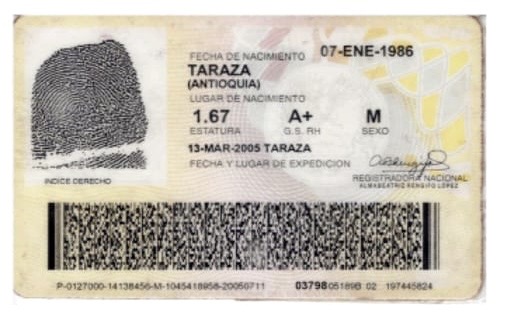 FECHA DE NACIMIENTO 07-ENE-1986
TARAZA
(ANTIOQUIA)
LUGAR DE NACIMIENTO
1.67 A+ M
ESTATURA G.S. RH SEXO
13-MAR-2005 TARAZA
FECHA Y LUGAR DE EXPEDICION
REGISTRADORA NACIONAL
ALMABEATRIZ RENGIFO LOPEZ
INDICE DERECHO
P-0127000-14138456-M-1045418958-20050711 0379805189B 02 197445824